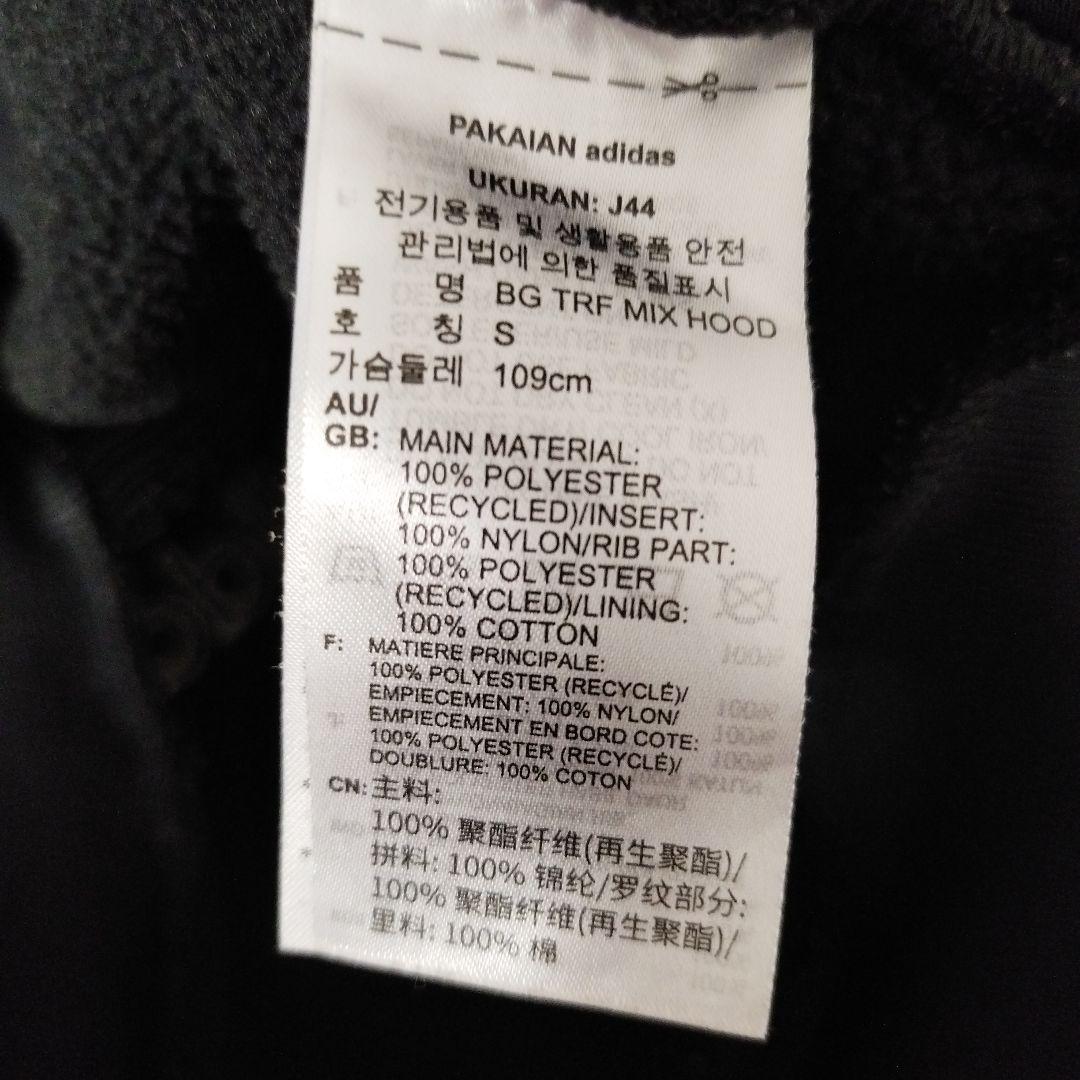 PAKAIAN adidas
UKURAN: J44
전기용품 및 생활용품 안전
관리법에 의한 품질표시
품 명 BG TRF MIX HOOD
호 칭 S
가슴둘레 109cm
AU/
GB: MAIN MATERIAL:
100% POLYESTER
(RECYCLED)/INSERT:
100% NYLON/RIB PART:
100% POLYESTER
(RECYCLED)/LINING:
100% COTTON
F: MATIERE PRINCIPALE:
100% POLYESTER (RECYCLÉ)/
EMPIECEMENT: 100% NYLON/
EMPIECEMENT EN BORD COTE:
100% POLYESTER (RECYCLÉ)/
DOUBLURE: 100% COTON
CN: 主料:
100% 聚酯纤维(再生聚酯)/
拼料: 100% 锦纶/罗纹部分:
100% 聚酯纤维(再生聚酯)/
里料: 100% 棉